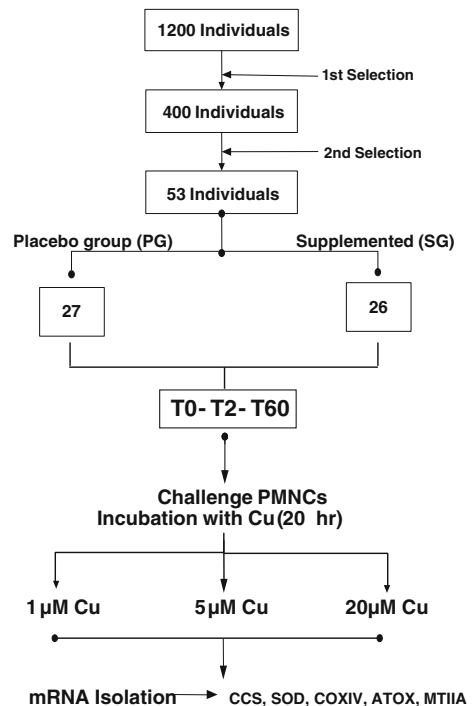 1200 Individuals
1st Selection
400 Individuals
2nd Selection
53 Individuals
Placebo group (PG)
Supplemented (SG)
27
26
T0- T2- T60
Challenge PMNCs
Incubation with Cu (20 hr)
1 µM Cu
5 µM Cu
20µM Cu
mRNA Isolation
CCS, SOD, COXIV, ATOX, MTIIA